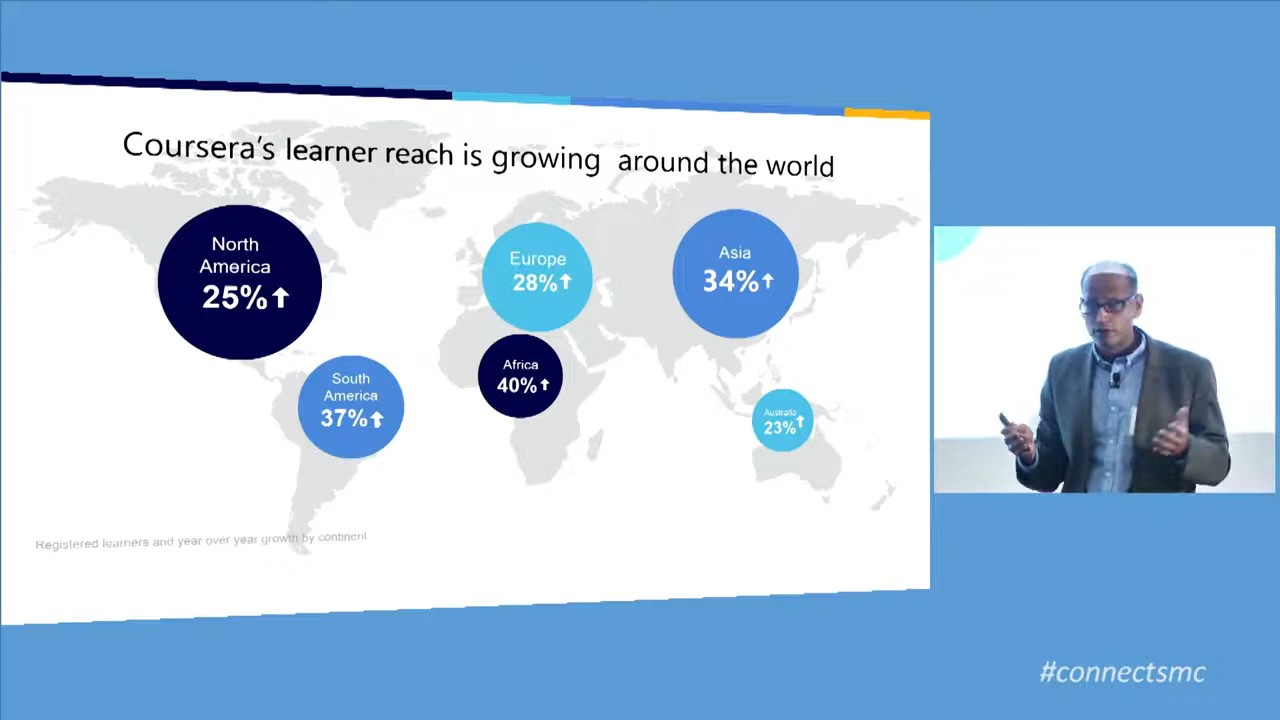 Coursera's learner reach is growing around the world
North
America
25%↑
Europe
28%↑
Asia
34%↑
South
America
37%↑
Africa
40%↑
Australia
23%↑
Registered learners and year over year growth by continent
#connectsmc